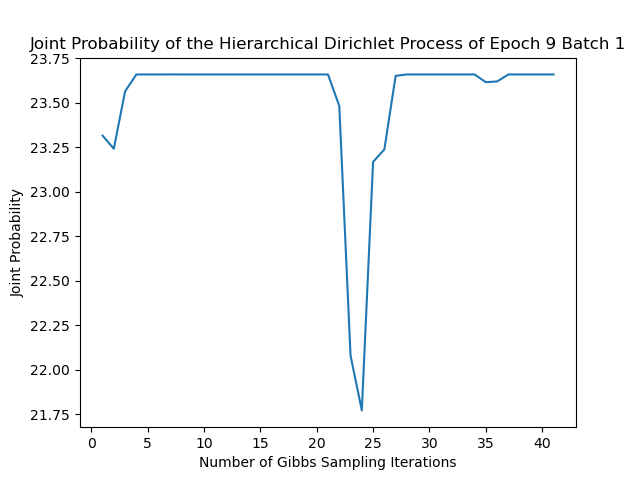 Joint Probability of the Hierarchical Dirichlet Process of Epoch 9 Batch 1
23.75
23.50
23.25
23.00
22.75
22.50
22.25
22.00
21.75
Joint Probability
0 5 10 15 20 25 30 35 40
Number of Gibbs Sampling Iterations